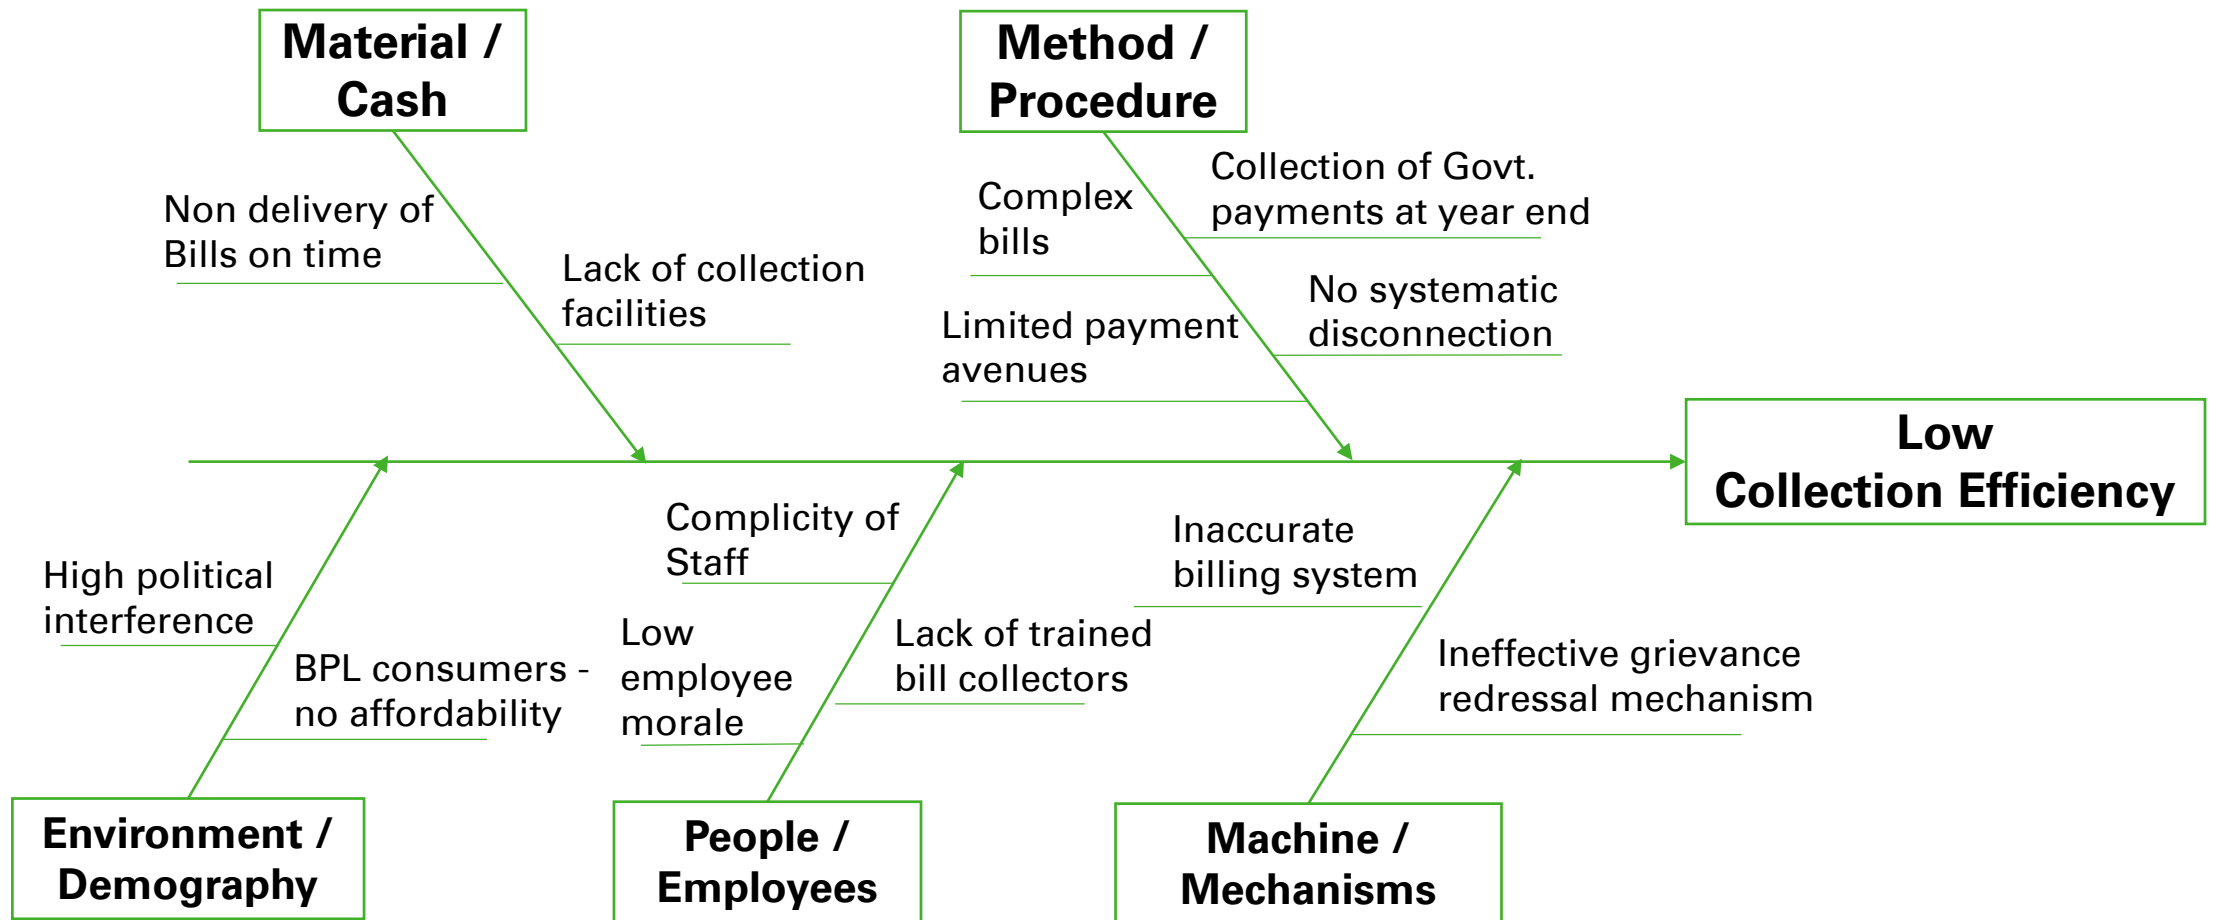 Material /
Cash
Method /
Procedure
Non delivery of
Bills on time
Lack of collection
facilities
Complex
bills
Collection of Govt.
payments at year end
Limited payment
avenues
No systematic
disconnection
Low
Collection Efficiency
High political
interference
BPL consumers -
no affordability
Complicity of
Staff
Low
employee
morale
Lack of trained
bill collectors
Inaccurate
billing system
Ineffective grievance
redressal mechanism
Environment /
Demography
People /
Employees
Machine /
Mechanisms